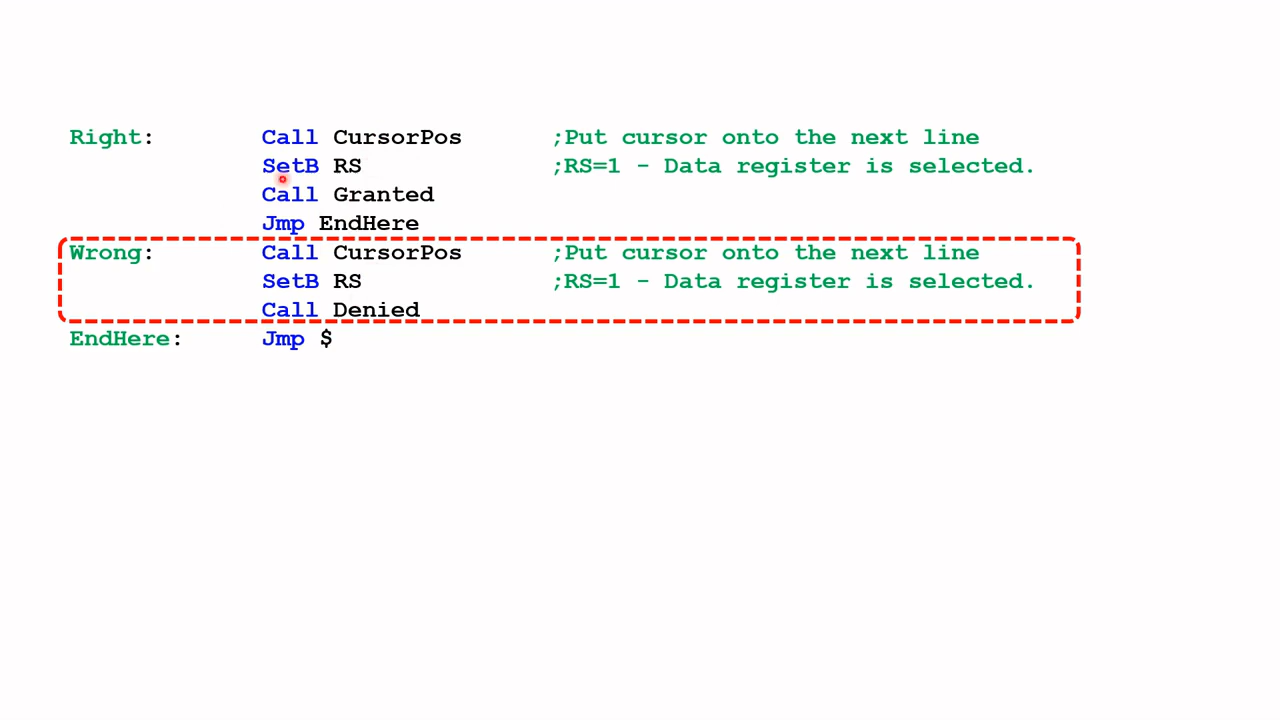 Right: Call CursorPos ;Put cursor onto the next line
SetB RS ;RS=1 - Data register is selected.
Call Granted
Jmp EndHere
Wrong: Call CursorPos ;Put cursor onto the next line
SetB RS ;RS=1 - Data register is selected.
Call Denied
EndHere: Jmp $